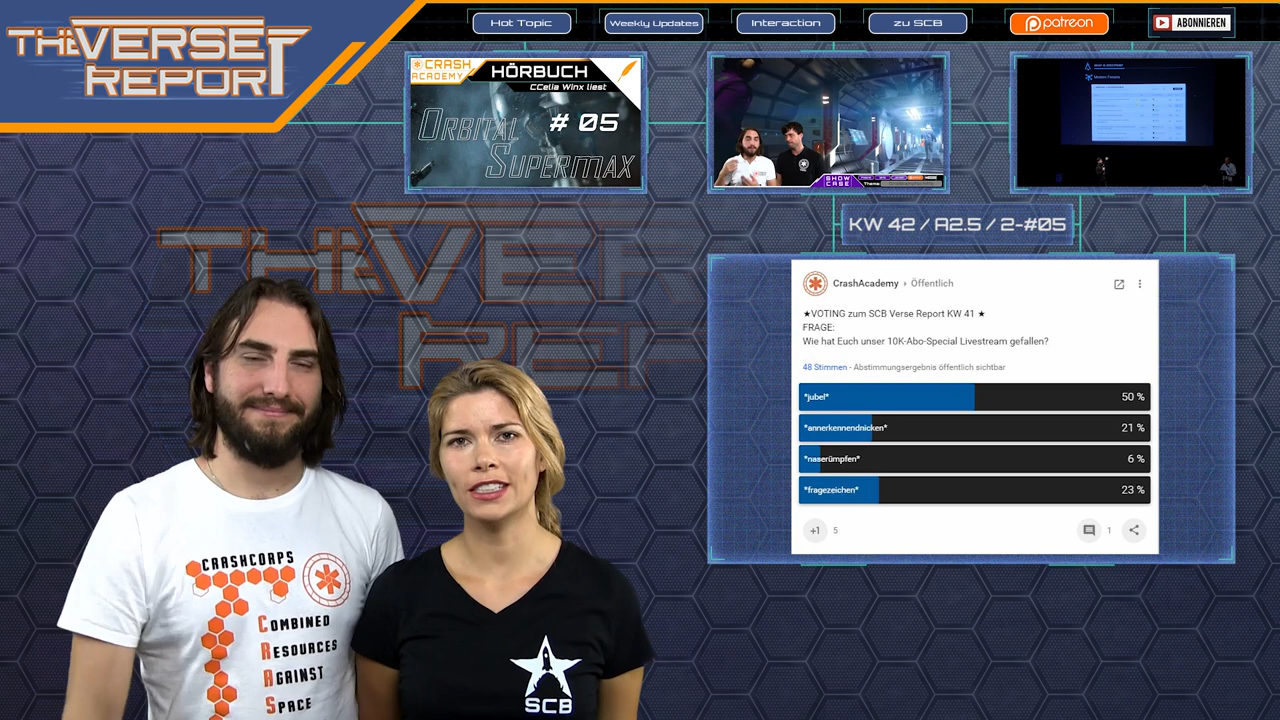 THE VERSE
REPORT
Hot Topic
Weekly Updates
Interaction
zu SCB
patreon
ABONNIEREN
CRASH
ACADEMY
HÖRBUCH
CCelia Winx liest
# 05
ORBITAL
SUPERMAX
SHOW
CASE
KW 42 / A2.5 / 2-#05
CrashAcademy › Öffentlich
★VOTING zum SCB Verse Report KW 41 ★
FRAGE:
Wie hat Euch unser 10K-Abo-Special Livestream gefallen?
48 Stimmen - Abstimmungsergebnis öffentlich sichtbar
*jubel* 50 %
*annerkennendnicken* 21 %
*naserümpfen* 6 %
*fragezeichen* 23 %
+1 5 1
THE VER
REP
CRASHCORPS
COMBINED
RESOURCES
AGAINST
SPACE
SCB